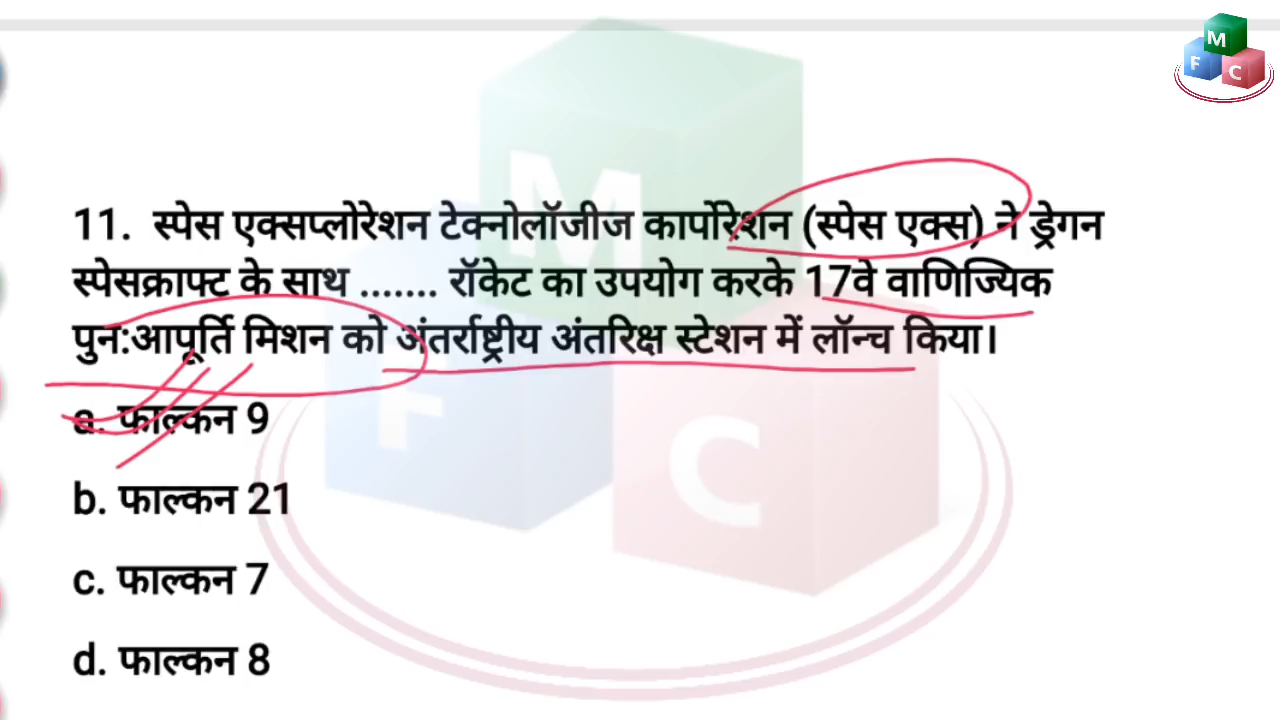 M
F
C
11. स्पेस एक्सप्लोरेशन टेक्नोलॉजीज कार्पोरेशन (स्पेस एक्स) ने ड्रेगन
स्पेसक्राफ्ट के साथ ....... रॉकेट का उपयोग करके 17वे वाणिज्यिक
पुन:आपूर्ति मिशन को अंतर्राष्ट्रीय अंतरिक्ष स्टेशन में लॉन्च किया।
a. फाल्कन 9
b. फाल्कन 21
c. फाल्कन 7
d. फाल्कन 8
M
F
C